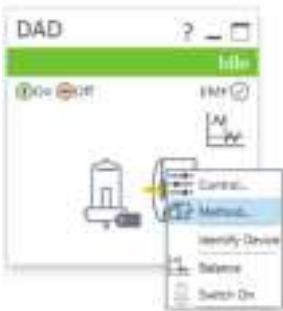 DAD ?
Idle
On Off EMF
Control...
Method...
Identify Device
Balance
Switch On